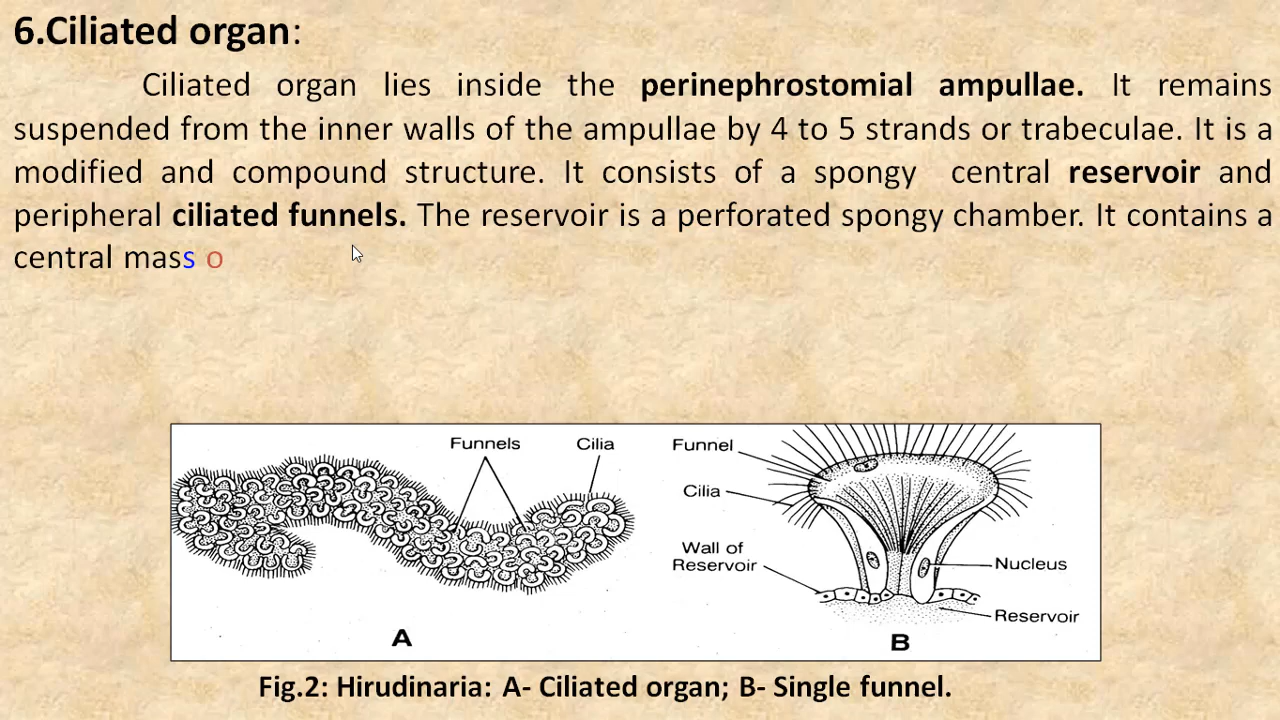 6.Ciliated organ:
Ciliated organ lies inside the perinephrostomial ampullae. It remains
suspended from the inner walls of the ampullae by 4 to 5 strands or trabeculae. It is a
modified and compound structure. It consists of a spongy central reservoir and
peripheral ciliated funnels. The reservoir is a perforated spongy chamber. It contains a
central mass o
Funnels
Cilia
A
Funnel
Cilia
Wall of
Reservoir
Nucleus
Reservoir
B
Fig.2: Hirudinaria: A- Ciliated organ; B- Single funnel.